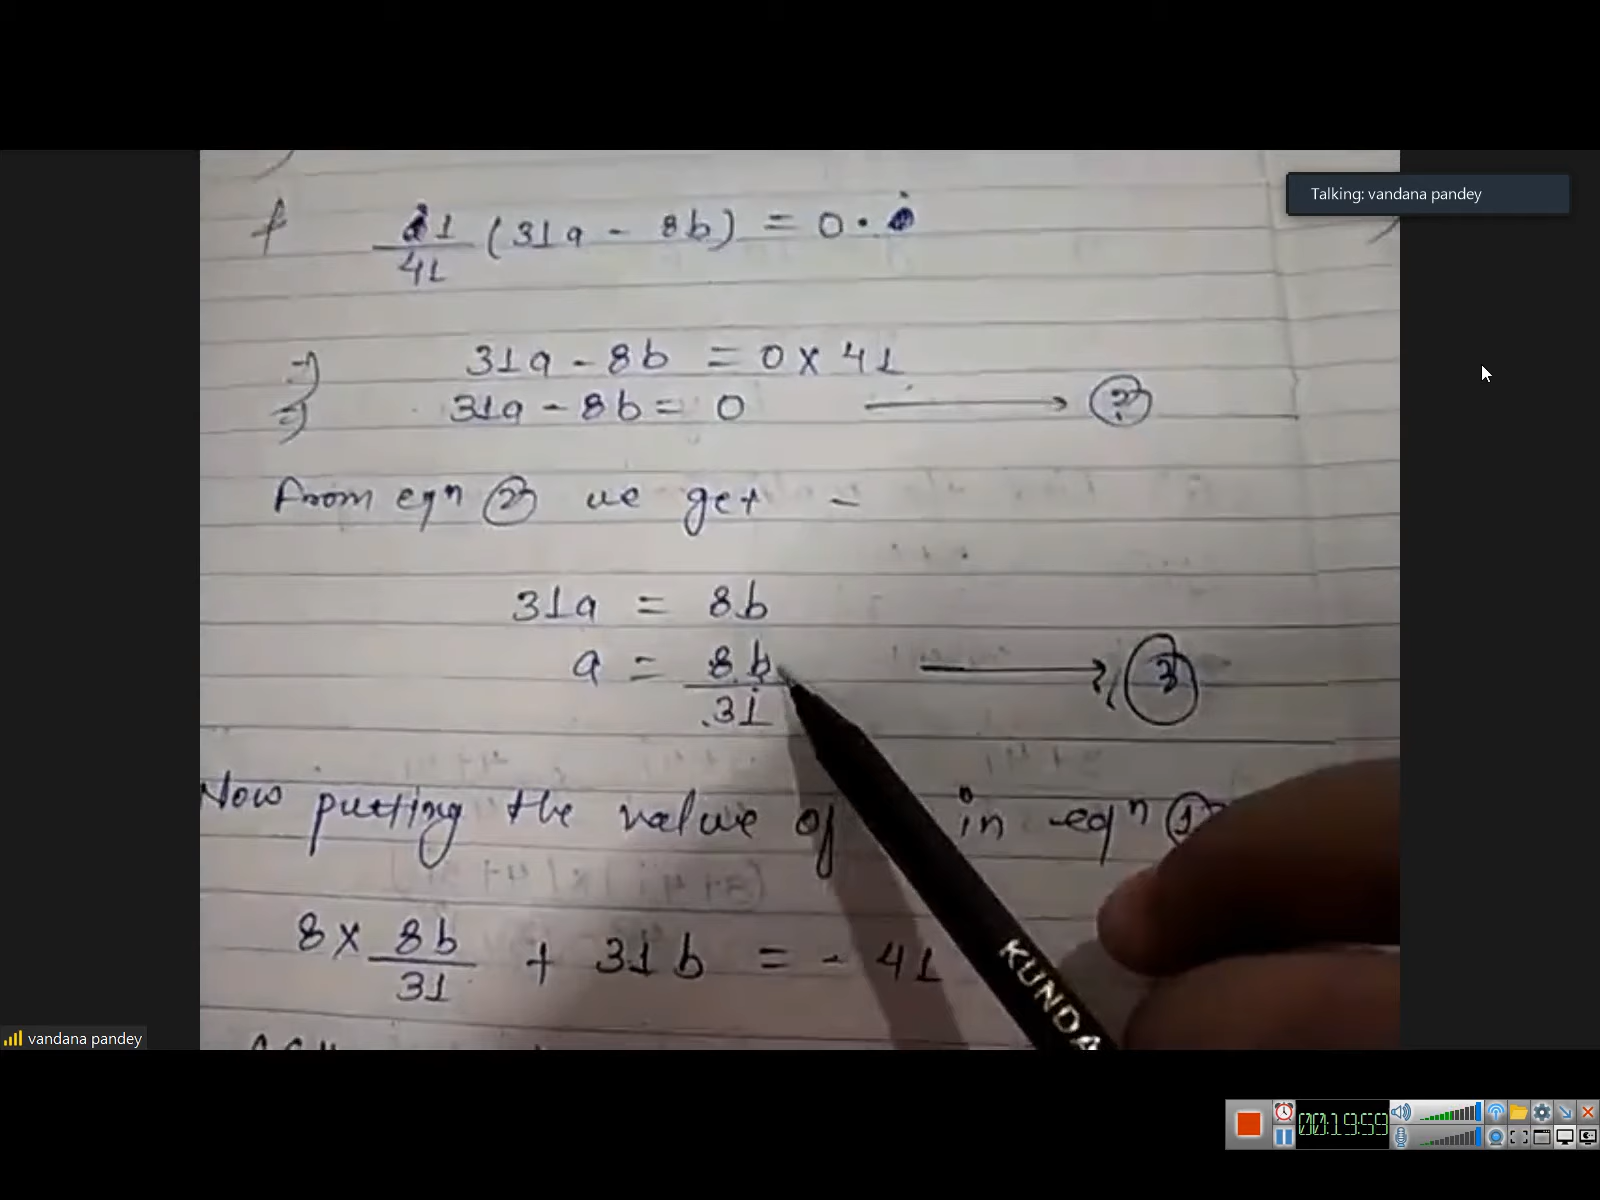 Talking: vandana pandey
i1/41 (31a - 8b) = 0 . i
=) 31a - 8b = 0 x 41
=) 31a - 8b = 0 → (2)
From eqn (2) we get -
31a = 8b
a = 8b/31 → (3)
Now putting the value of in eqn (1)
8 x 8b/31 + 31b = - 41
KUNDA
vandana pandey
00:19:59